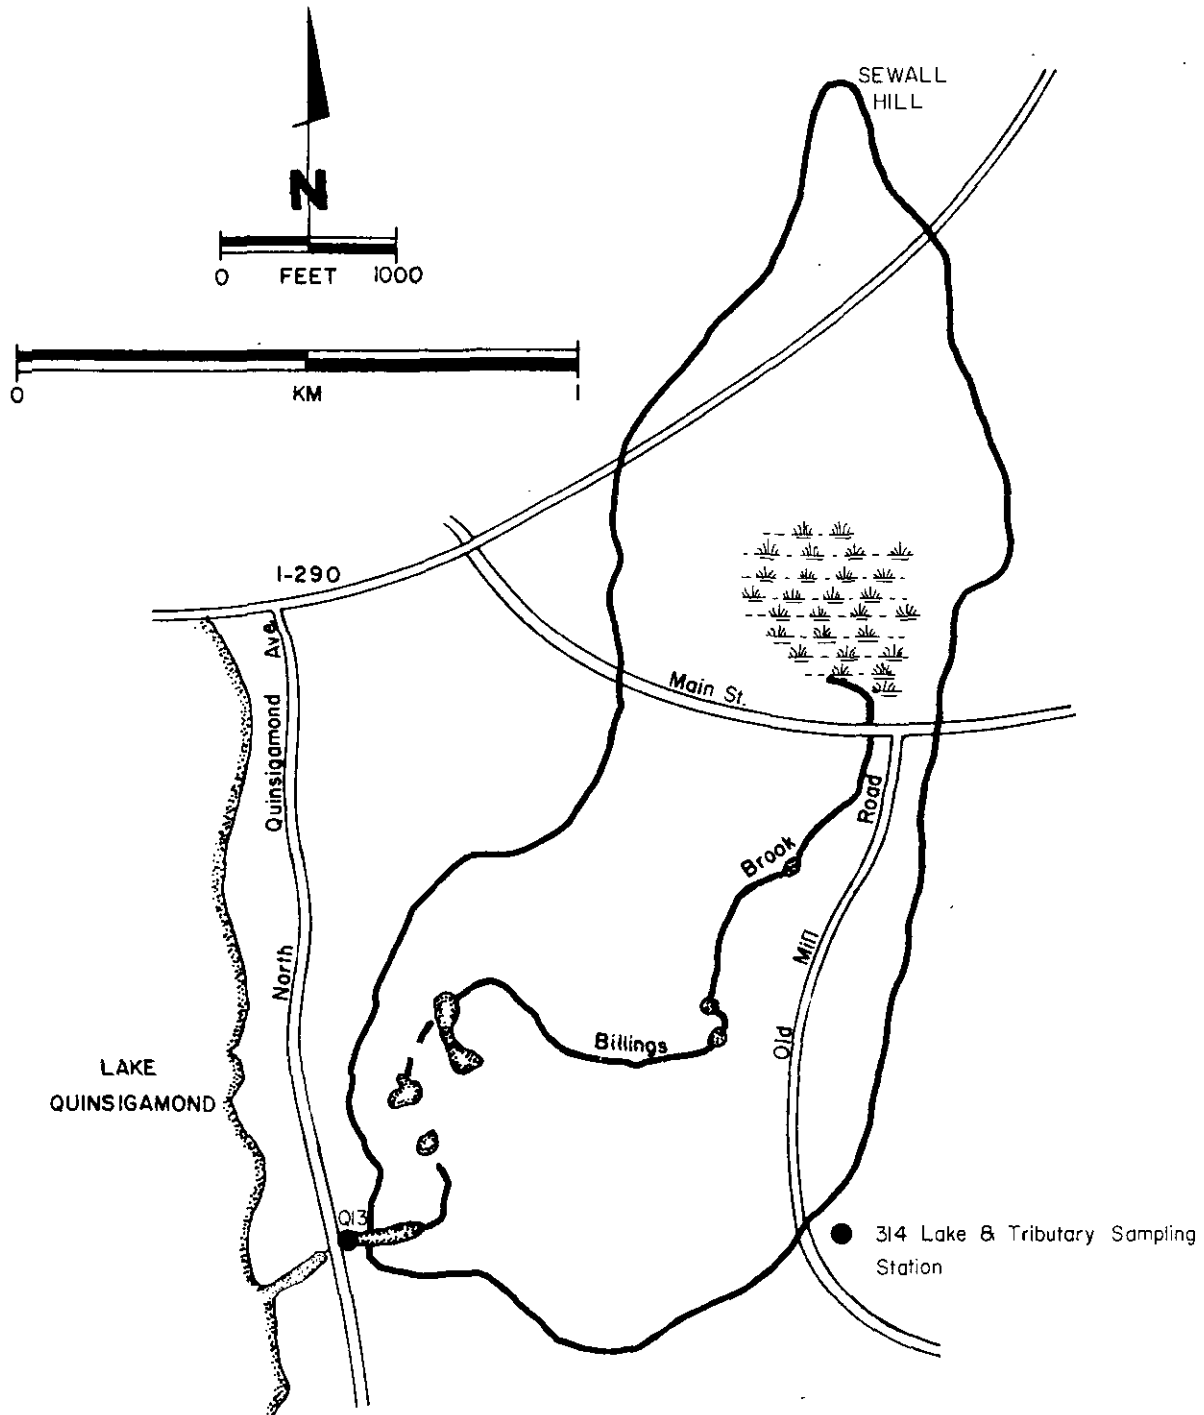 SEWALL
HILL
N
0 FEET 1000
0 KM 1
I-290
North Quinsigamond Ave.
Main St.
Old Mill Road
Billings Brook
LAKE
QUINSIGAMOND
Q13
314 Lake & Tributary Sampling
Station